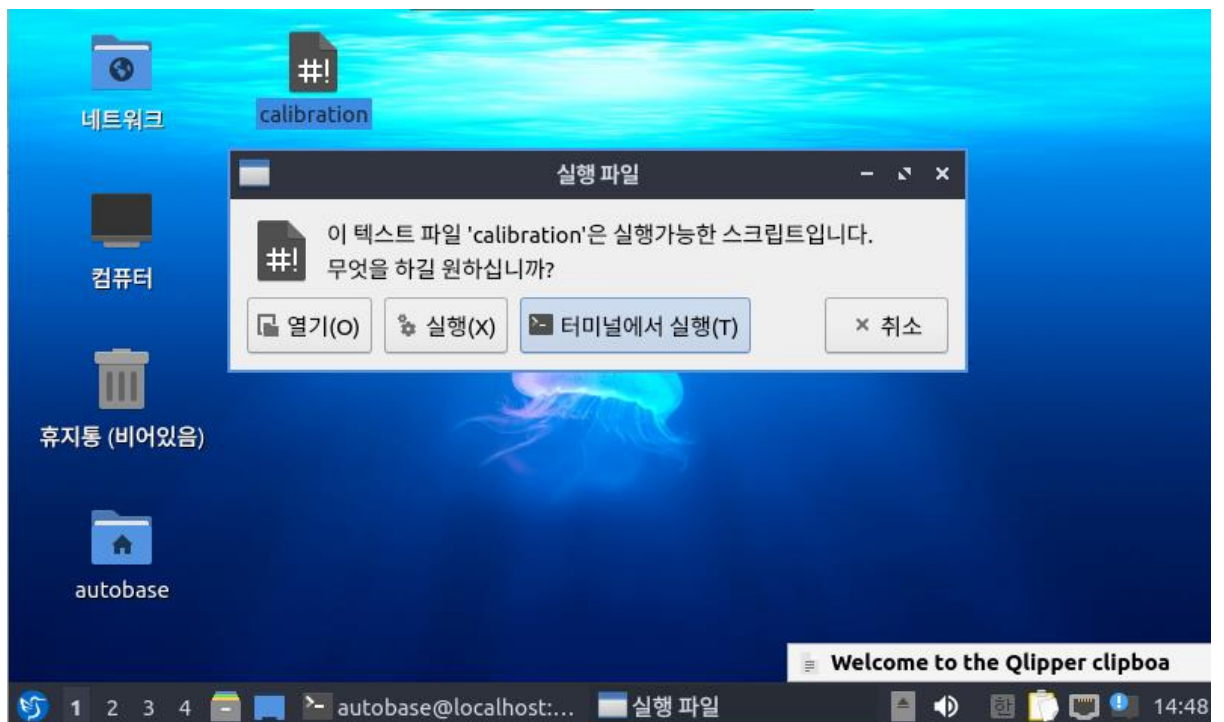 네트워크
#!
calibration
실행 파일
#!
이 텍스트 파일 'calibration'은 실행가능한 스크립트입니다.
무엇을 하길 원하십니까?
열기(O)
실행(X)
터미널에서 실행(T)
취소
컴퓨터
휴지통 (비어있음)
autobase
Welcome to the Qlipper clipboa
1 2 3 4 autobase@localhost:... 실행 파일 한 14:48